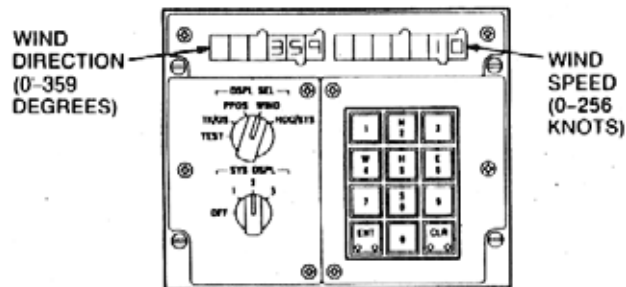 WIND
DIRECTION
(0°-359
DEGREES)
359
10
WIND
SPEED
(0-256
KNOTS)
DSPL SEL
PPOS WIND
TK/GS HDG/STS
TEST
SYS DSPL
1 2 3
OFF
1 N 2 3
W 4 H 5 E 6
7 S 8 9
ENT 0 CLR